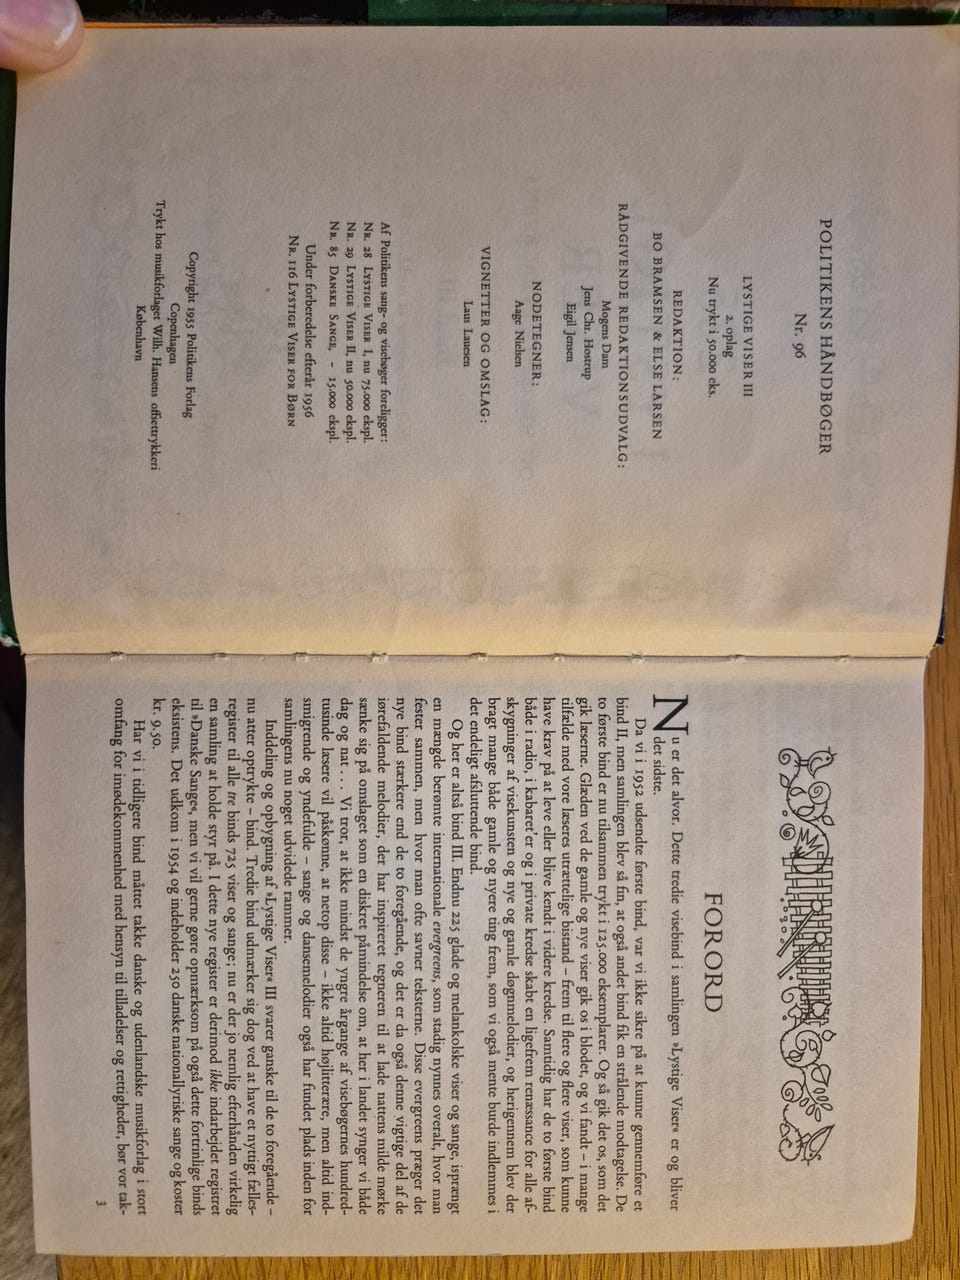 POLITIKENS HÅNDBØGER
Nr. 96
LYSTIGE VISER III
2. oplag
Nu trykt i 50.000 eks.
REDAKTION:
BO BRAMSEN & ELSE LARSEN
RÅDGIVENDE REDAKTIONSUDVALG:
Mogens Dam
Jens Chr. Hostrup
Eigil Jensen
NODETEGNER:
Aage Nielsen
VIGNETTER OG OMSLAG:
Laus Lauesen
Af Politikens sang- og visebøger foreligger:
Nr. 28 Lystige Viser I, nu 75.000 ekspl.
Nr. 29 Lystige Viser II, nu 50.000 ekspl.
Nr. 85 Danske Sange, – 15.000 ekspl.
Under forberedelse efterår 1956
Nr. 116 Lystige Viser for Børn
Copyright 1955 Politikens Forlag
Copenhagen
Trykt hos musikforlaget Wilh. Hansens offsettrykkeri
København
FORORD
Nu er det alvor. Dette tredie visebind i samlingen »Lystige Viser« er og bliver
det sidste.
Da vi i 1952 udsendte første bind, var vi ikke sikre på at kunne gennemføre et
bind II, men samlingen blev så fin, at også andet bind fik en strålende modtagelse. De
to første bind er nu tilsammen trykt i 125.000 eksemplarer. Og så gik det os, som det
gik læserne. Glæden ved de gamle og nye viser gik os i blodet, og vi fandt – i mange
tilfælde med vore læseres utrættelige bistand – frem til flere og flere viser, som kunne
have krav på at leve eller blive kendt i videre kredse. Samtidig har de to første bind
både i radio, i kabaret'er og i private kredse skabt en ligefrem renæssance for alle af-
skygninger af visekunsten og nye og gamle døgnmelodier, og herigennem blev der
bragt mange både gamle og nyere ting frem, som vi også mente burde indlemmes i
det endeligt afsluttende bind.
Og her er altså bind III. Endnu 225 glade og melankolske viser og sange, isprængt
en mængde berømte internationale evergreens, som stadig nynnes overalt, hvor man
fester sammen, men hvor man ofte savner teksterne. Disse evergreens præger det
nye bind stærkere end de to foregående, og det er da også denne vigtige del af de
iørefaldende melodier, der har inspireret tegneren til at lade nattens milde mørke
sænke sig på omslaget som en diskret påmindelse om, at her i landet synger vi både
dag og nat . . . Vi tror, at ikke mindst de yngre årgange af visebøgernes hundred-
tusinde læsere vil påskønne, at netop disse – ikke altid højlitterære, men altid ind-
smigrende og yndefulde – sange og dansemelodier også har fundet plads inden for
samlingens nu noget udvidede rammer.
Inddeling og opbygning af »Lystige Viser« III svarer ganske til de to foregående –
nu atter optrykte – bind. Tredie bind udmærker sig dog ved at have et nyttigt fælles-
register til alle tre binds 725 viser og sange; nu er der jo nemlig efterhånden virkelig
en samling at holde styr på. I dette nye register er derimod ikke indarbejdet registret
til »Danske Sange«, men vi vil gerne gøre opmærksom på også dette fortrinlige binds
eksistens. Det udkom i 1954 og indeholder 230 danske nationallyriske sange og koster
kr. 9,50.
Har vi i tidligere bind måttet takke danske og udenlandske musikforlag i stort
omfang for imødekommenhed med hensyn til tilladelser og rettigheder, bør vor tak-
3